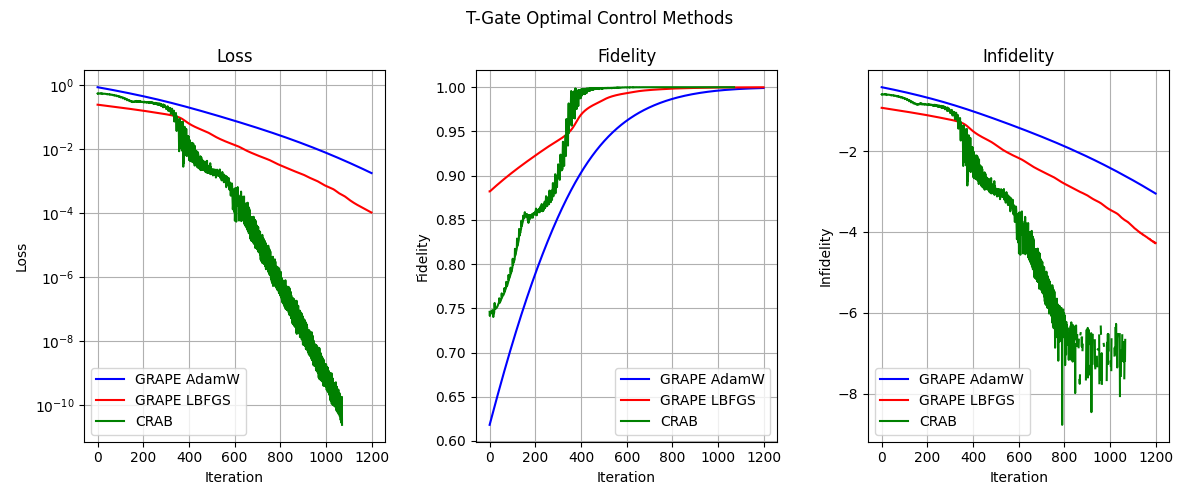 T-Gate Optimal Control Methods
Loss
Loss
10⁰
10⁻²
10⁻⁴
10⁻⁶
10⁻⁸
10⁻¹⁰
GRAPE AdamW
GRAPE LBFGS
CRAB
0 200 400 600 800 1000 1200
Iteration
Fidelity
Fidelity
1.00
0.95
0.90
0.85
0.80
0.75
0.70
0.65
0.60
GRAPE AdamW
GRAPE LBFGS
CRAB
0 200 400 600 800 1000 1200
Iteration
Infidelity
Infidelity
−2
−4
−6
−8
GRAPE AdamW
GRAPE LBFGS
CRAB
0 200 400 600 800 1000 1200
Iteration